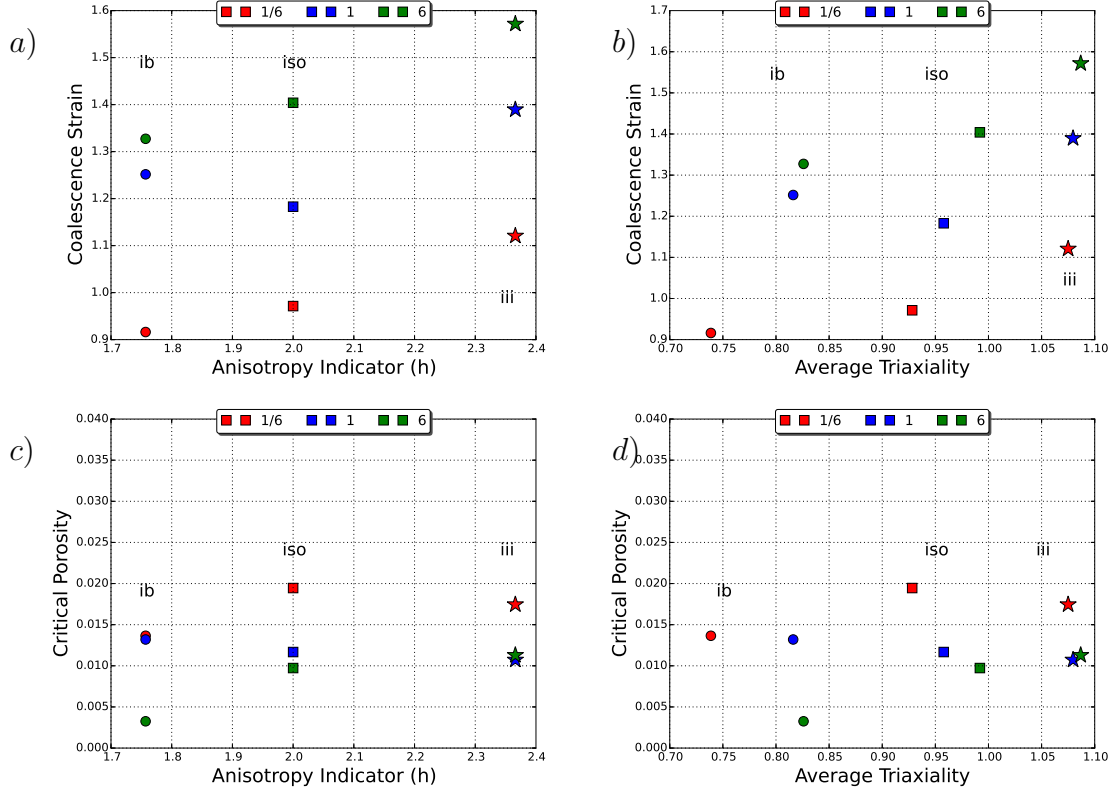 a)
1/6 1 6
1.6
1.5
1.4
1.3
1.2
1.1
1.0
0.9
Coalescence Strain
ib
iso
iii
1.7 1.8 1.9 2.0 2.1 2.2 2.3 2.4
Anisotropy Indicator (h)
b)
1/6 1 6
1.7
1.6
1.5
1.4
1.3
1.2
1.1
1.0
0.9
Coalescence Strain
ib
iso
iii
0.70 0.75 0.80 0.85 0.90 0.95 1.00 1.05 1.10
Average Triaxiality
c)
1/6 1 6
0.040
0.035
0.030
0.025
0.020
0.015
0.010
0.005
0.000
Critical Porosity
ib
iso
iii
1.7 1.8 1.9 2.0 2.1 2.2 2.3 2.4
Anisotropy Indicator (h)
d)
1/6 1 6
0.040
0.035
0.030
0.025
0.020
0.015
0.010
0.005
0.000
Critical Porosity
ib
iso
iii
0.70 0.75 0.80 0.85 0.90 0.95 1.00 1.05 1.10
Average Triaxiality